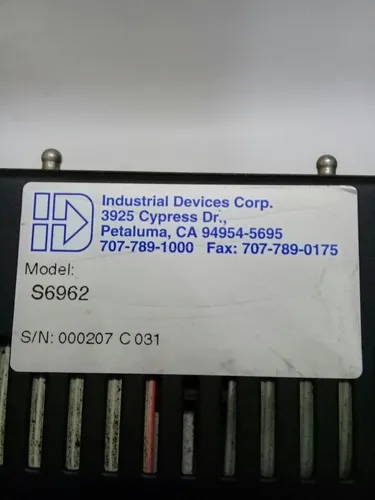 Industrial Devices Corp.
3925 Cypress Dr.,
Petaluma, CA 94954-5695
707-789-1000 Fax: 707-789-0175
Model:
S6962
S/N: 000207 C 031